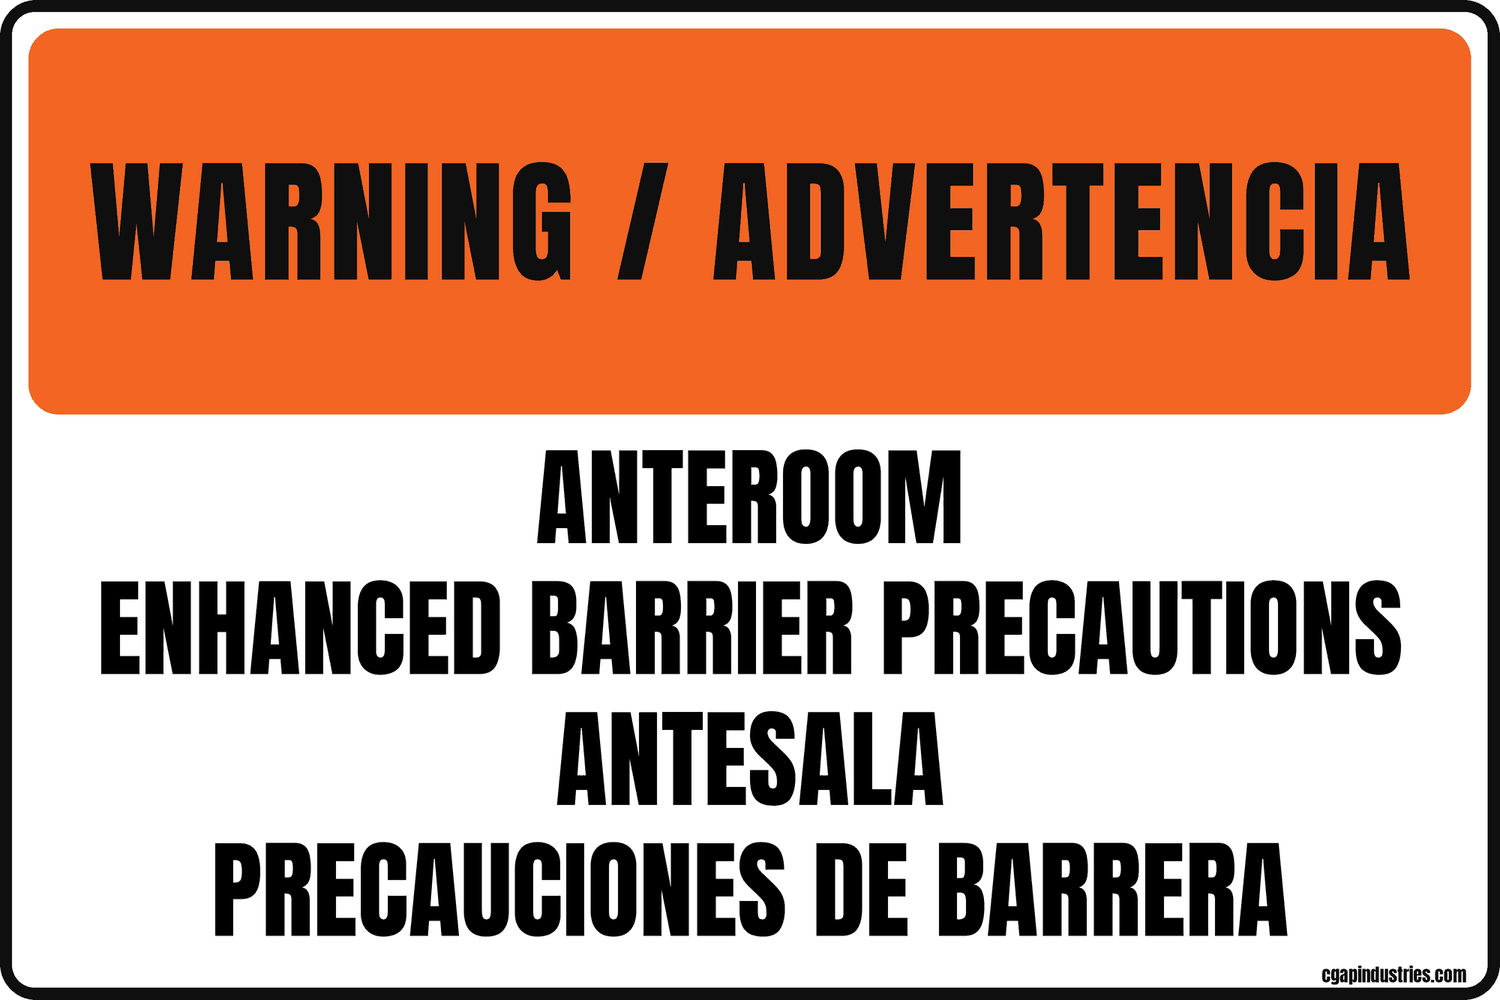 WARNING / ADVERTENCIA
ANTEROOM
ENHANCED BARRIER PRECAUTIONS
ANTESALA
PRECAUCIONES DE BARRERA
cgapindustries.com